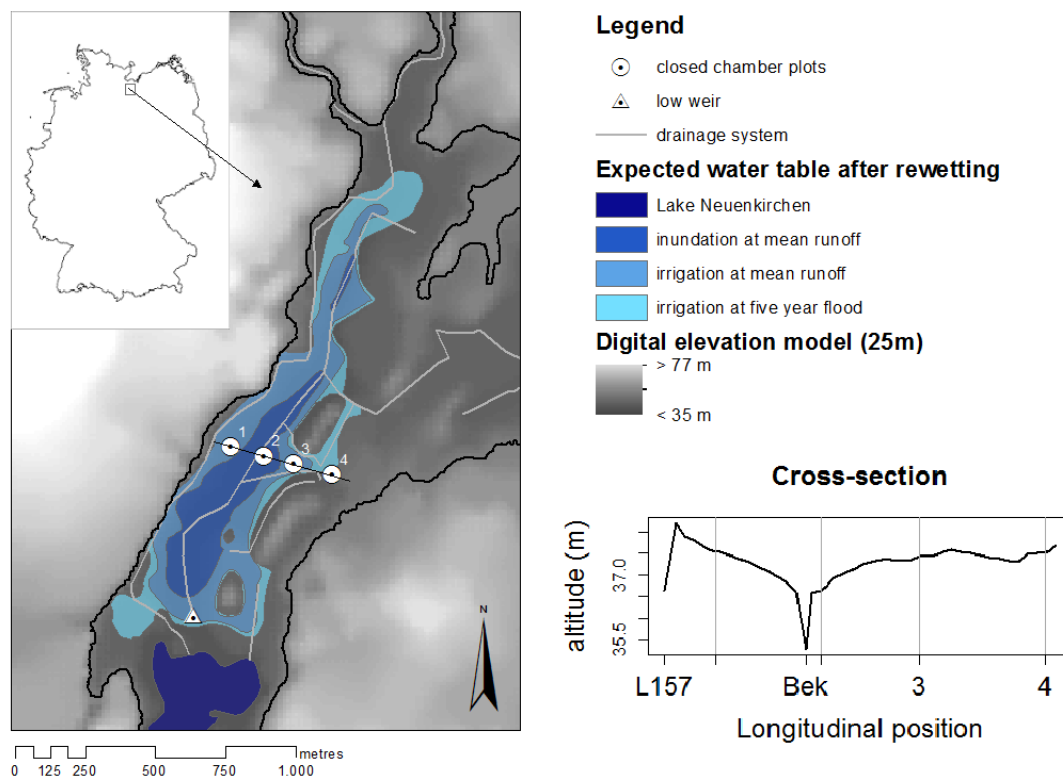 1
2
3
4
N
metres
0 125 250 500 750 1.000
Legend
closed chamber plots
low weir
drainage system
Expected water table after rewetting
Lake Neuenkirchen
inundation at mean runoff
irrigation at mean runoff
irrigation at five year flood
Digital elevation model (25m)
> 77 m
< 35 m
Cross-section
altitude (m)
37.0
35.5
L157 Bek 3 4
Longitudinal position